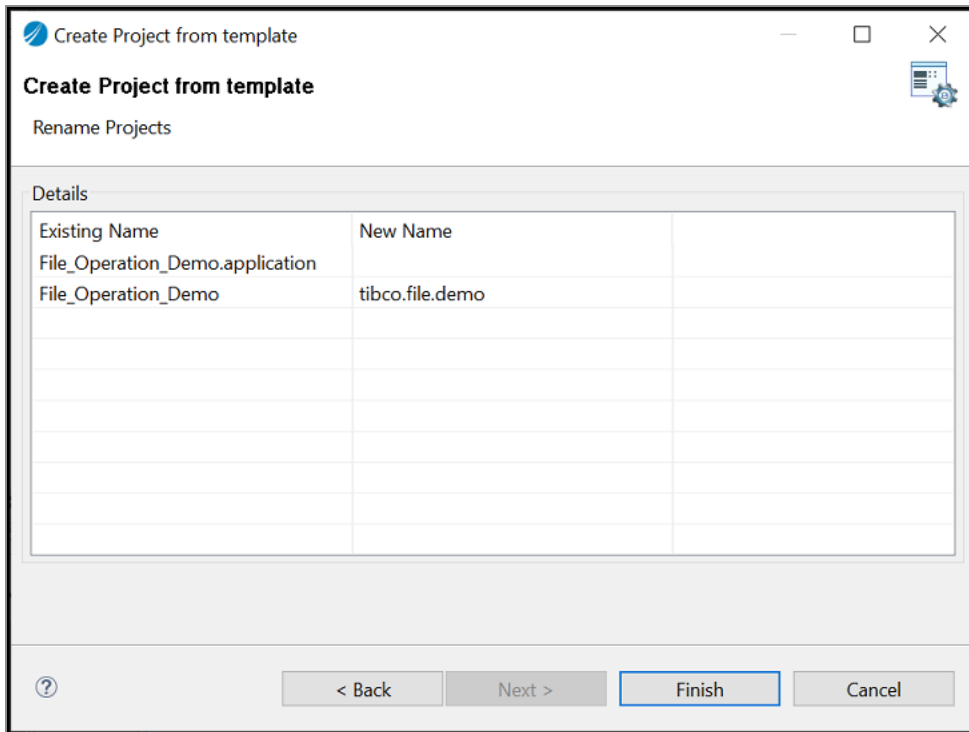 Create Project from template
Create Project from template
Rename Projects
Details
Existing Name New Name
File_Operation_Demo.application
File_Operation_Demo tibco.file.demo
? < Back Next > Finish Cancel